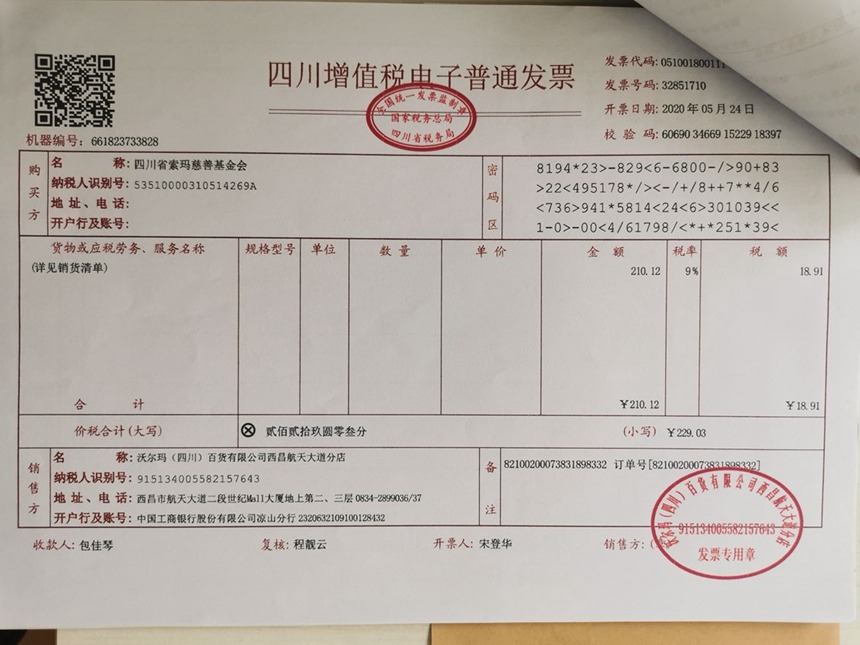 四川增值税电子普通发票
全国统一发票监制章
国家税务总局
四川省税务局
发票代码: 051001800111
发票号码: 32851710
开票日期: 2020 年 05 月 24 日
校 验 码: 60690 34669 15229 18397
机器编号: 661823733828
购买方
名 称: 四川省索玛慈善基金会
纳税人识别号: 53510000310514269A
地 址、电 话:
开户行及账号:
密码区
8194*23>-829<6-6800-/>90+83
>22<495178*/><-/+/8++7**4/6
<736>941*5814<24<6>301039<<
1-0>-00<4/61798/<*+*251*39<
货物或应税劳务、服务名称 规格型号 单位 数 量 单 价 金 额 税率 税 额
(详见销货清单) 210.12 9% 18.91
合 计 ￥210.12 ￥18.91
价税合计(大写) ⊗ 贰佰贰拾玖圆零叁分 (小写) ￥229.03
销售方
名 称: 沃尔玛（四川）百货有限公司西昌航天大道分店
纳税人识别号: 915134005582157643
地 址、电 话: 西昌市航天大道二段世纪Mall大厦地上第二、三层 0834-2899036/37
开户行及账号: 中国工商银行股份有限公司凉山分行 2320632109100128432
备注
82100200073831898332 订单号[82100200073831898332]
收款人: 包佳琴 复核: 程靓云 开票人: 宋登华 销售方: (
沃尔玛（四川）百货有限公司西昌航天大道分店
915134005582157643
发票专用章